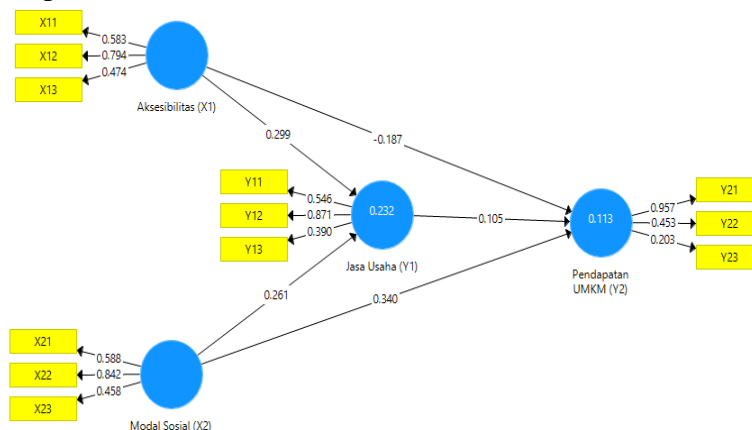 X11
X12
X13
0.583
0.794
0.474
Aksesibilitas (X1)
0.299
-0.187
Y11
Y12
Y13
0.546
0.871
0.390
0.232
Jasa Usaha (Y1)
0.105
0.113
Pendapatan
UMKM (Y2)
0.957
0.453
0.203
Y21
Y22
Y23
0.261
0.340
X21
X22
X23
0.588
0.842
0.458
Modal Sosial (X2)